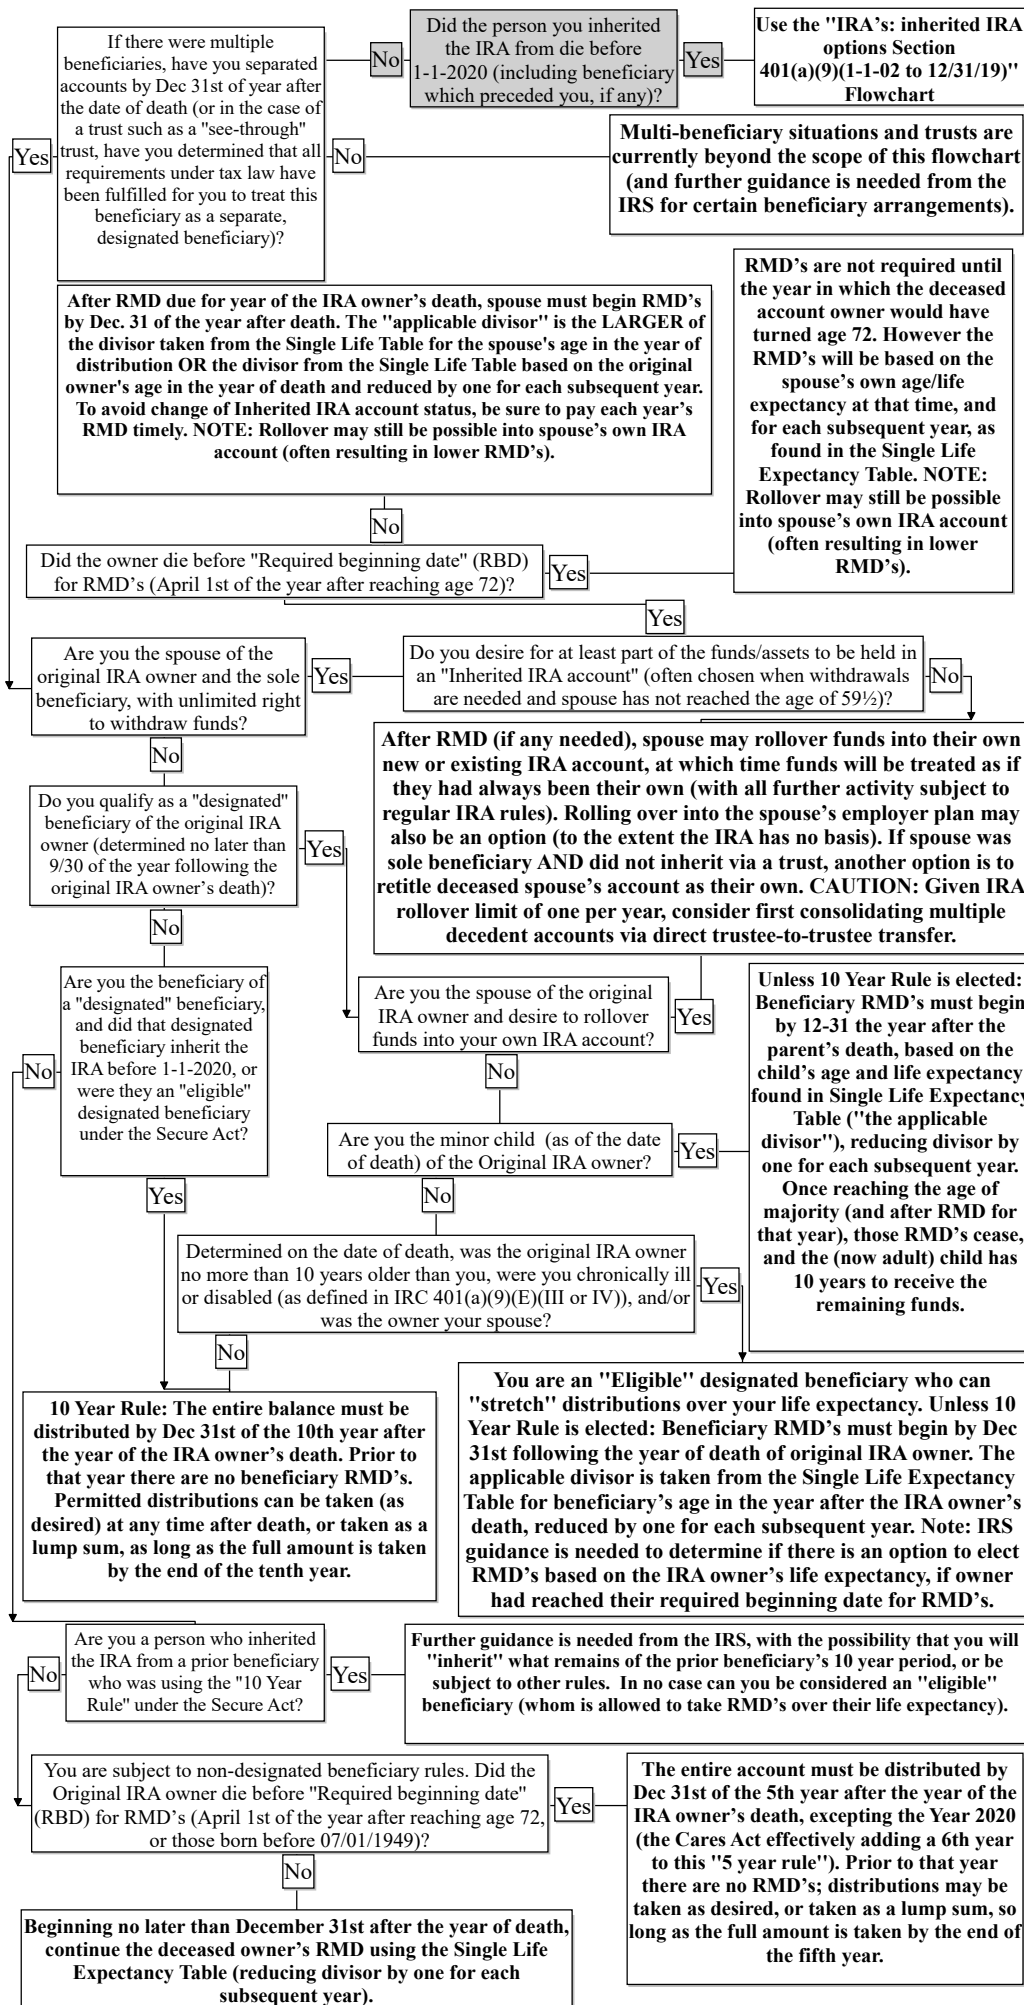 Did the person you inherited
the IRA from die before
1-1-2020 (including beneficiary
which preceded you, if any)?
No
Yes
Use the "IRA's: inherited IRA
options Section
401(a)(9)(1-1-02 to 12/31/19)"
Flowchart
If there were multiple
beneficiaries, have you separated
accounts by Dec 31st of year after
the date of death (or in the case of
a trust such as a "see-through"
trust, have you determined that all
requirements under tax law have
been fulfilled for you to treat this
beneficiary as a separate,
designated beneficiary)?
Yes
No
Multi-beneficiary situations and trusts are
currently beyond the scope of this flowchart
(and further guidance is needed from the
IRS for certain beneficiary arrangements).
RMD's are not required until
the year in which the deceased
account owner would have
turned age 72. However the
RMD's will be based on the
spouse's own age/life
expectancy at that time, and
for each subsequent year, as
found in the Single Life
Expectancy Table. NOTE:
Rollover may still be possible
into spouse's own IRA account
(often resulting in lower
RMD's).
After RMD due for year of the IRA owner's death, spouse must begin RMD's
by Dec. 31 of the year after death. The "applicable divisor" is the LARGER of
the divisor taken from the Single Life Table for the spouse's age in the year of
distribution OR the divisor from the Single Life Table based on the original
owner's age in the year of death and reduced by one for each subsequent year.
To avoid change of Inherited IRA account status, be sure to pay each year's
RMD timely. NOTE: Rollover may still be possible into spouse's own IRA
account (often resulting in lower RMD's).
No
Did the owner die before "Required beginning date" (RBD)
for RMD's (April 1st of the year after reaching age 72)?
Yes
Yes
Are you the spouse of the
original IRA owner and the sole
beneficiary, with unlimited right
to withdraw funds?
Yes
Do you desire for at least part of the funds/assets to be held in
an "Inherited IRA account" (often chosen when withdrawals
are needed and spouse has not reached the age of 59½)?
No
No
After RMD (if any needed), spouse may rollover funds into their own
new or existing IRA account, at which time funds will be treated as if
they had always been their own (with all further activity subject to
regular IRA rules). Rolling over into the spouse's employer plan may
also be an option (to the extent the IRA has no basis). If spouse was
sole beneficiary AND did not inherit via a trust, another option is to
retitle deceased spouse's account as their own. CAUTION: Given IRA
rollover limit of one per year, consider first consolidating multiple
decedent accounts via direct trustee-to-trustee transfer.
Do you qualify as a "designated"
beneficiary of the original IRA
owner (determined no later than
9/30 of the year following the
original IRA owner's death)?
Yes
No
Are you the beneficiary of
a "designated" beneficiary,
and did that designated
beneficiary inherit the
IRA before 1-1-2020, or
were they an "eligible"
designated beneficiary
under the Secure Act?
No
Yes
Are you the spouse of the original
IRA owner and desire to rollover
funds into your own IRA account?
Yes
No
Unless 10 Year Rule is elected:
Beneficiary RMD's must begin
by 12-31 the year after the
parent's death, based on the
child's age and life expectancy
found in Single Life Expectancy
Table ("the applicable
divisor"), reducing divisor by
one for each subsequent year.
Once reaching the age of
majority (and after RMD for
that year), those RMD's cease,
and the (now adult) child has
10 years to receive the
remaining funds.
Are you the minor child (as of the date
of death) of the Original IRA owner?
Yes
No
Determined on the date of death, was the original IRA owner
no more than 10 years older than you, were you chronically ill
or disabled (as defined in IRC 401(a)(9)(E)(III or IV)), and/or
was the owner your spouse?
Yes
No
10 Year Rule: The entire balance must be
distributed by Dec 31st of the 10th year after
the year of the IRA owner's death. Prior to
that year there are no beneficiary RMD's.
Permitted distributions can be taken (as
desired) at any time after death, or taken as a
lump sum, as long as the full amount is taken
by the end of the tenth year.
You are an "Eligible" designated beneficiary who can
"stretch" distributions over your life expectancy. Unless 10
Year Rule is elected: Beneficiary RMD's must begin by Dec
31st following the year of death of original IRA owner. The
applicable divisor is taken from the Single Life Expectancy
Table for beneficiary's age in the year after the IRA owner's
death, reduced by one for each subsequent year. Note: IRS
guidance is needed to determine if there is an option to elect
RMD's based on the IRA owner's life expectancy, if owner
had reached their required beginning date for RMD's.
Are you a person who inherited
the IRA from a prior beneficiary
who was using the "10 Year
Rule" under the Secure Act?
No
Yes
Further guidance is needed from the IRS, with the possibility that you will
"inherit" what remains of the prior beneficiary's 10 year period, or be
subject to other rules. In no case can you be considered an "eligible"
beneficiary (whom is allowed to take RMD's over their life expectancy).
You are subject to non-designated beneficiary rules. Did the
Original IRA owner die before "Required beginning date"
(RBD) for RMD's (April 1st of the year after reaching age 72,
or those born before 07/01/1949)?
Yes
No
The entire account must be distributed by
Dec 31st of the 5th year after the year of the
IRA owner's death, excepting the Year 2020
(the Cares Act effectively adding a 6th year
to this "5 year rule"). Prior to that year
there are no RMD's; distributions may be
taken as desired, or taken as a lump sum, so
long as the full amount is taken by the end of
the fifth year.
Beginning no later than December 31st after the year of death,
continue the deceased owner's RMD using the Single Life
Expectancy Table (reducing divisor by one for each
subsequent year).